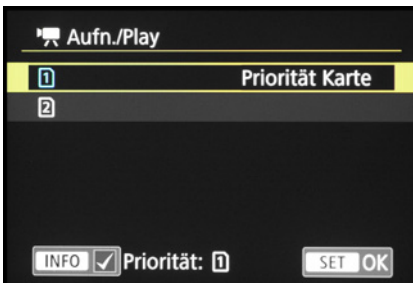 Aufn./Play
1 Priorität Karte
2
INFO Priorität: 1
SET OK